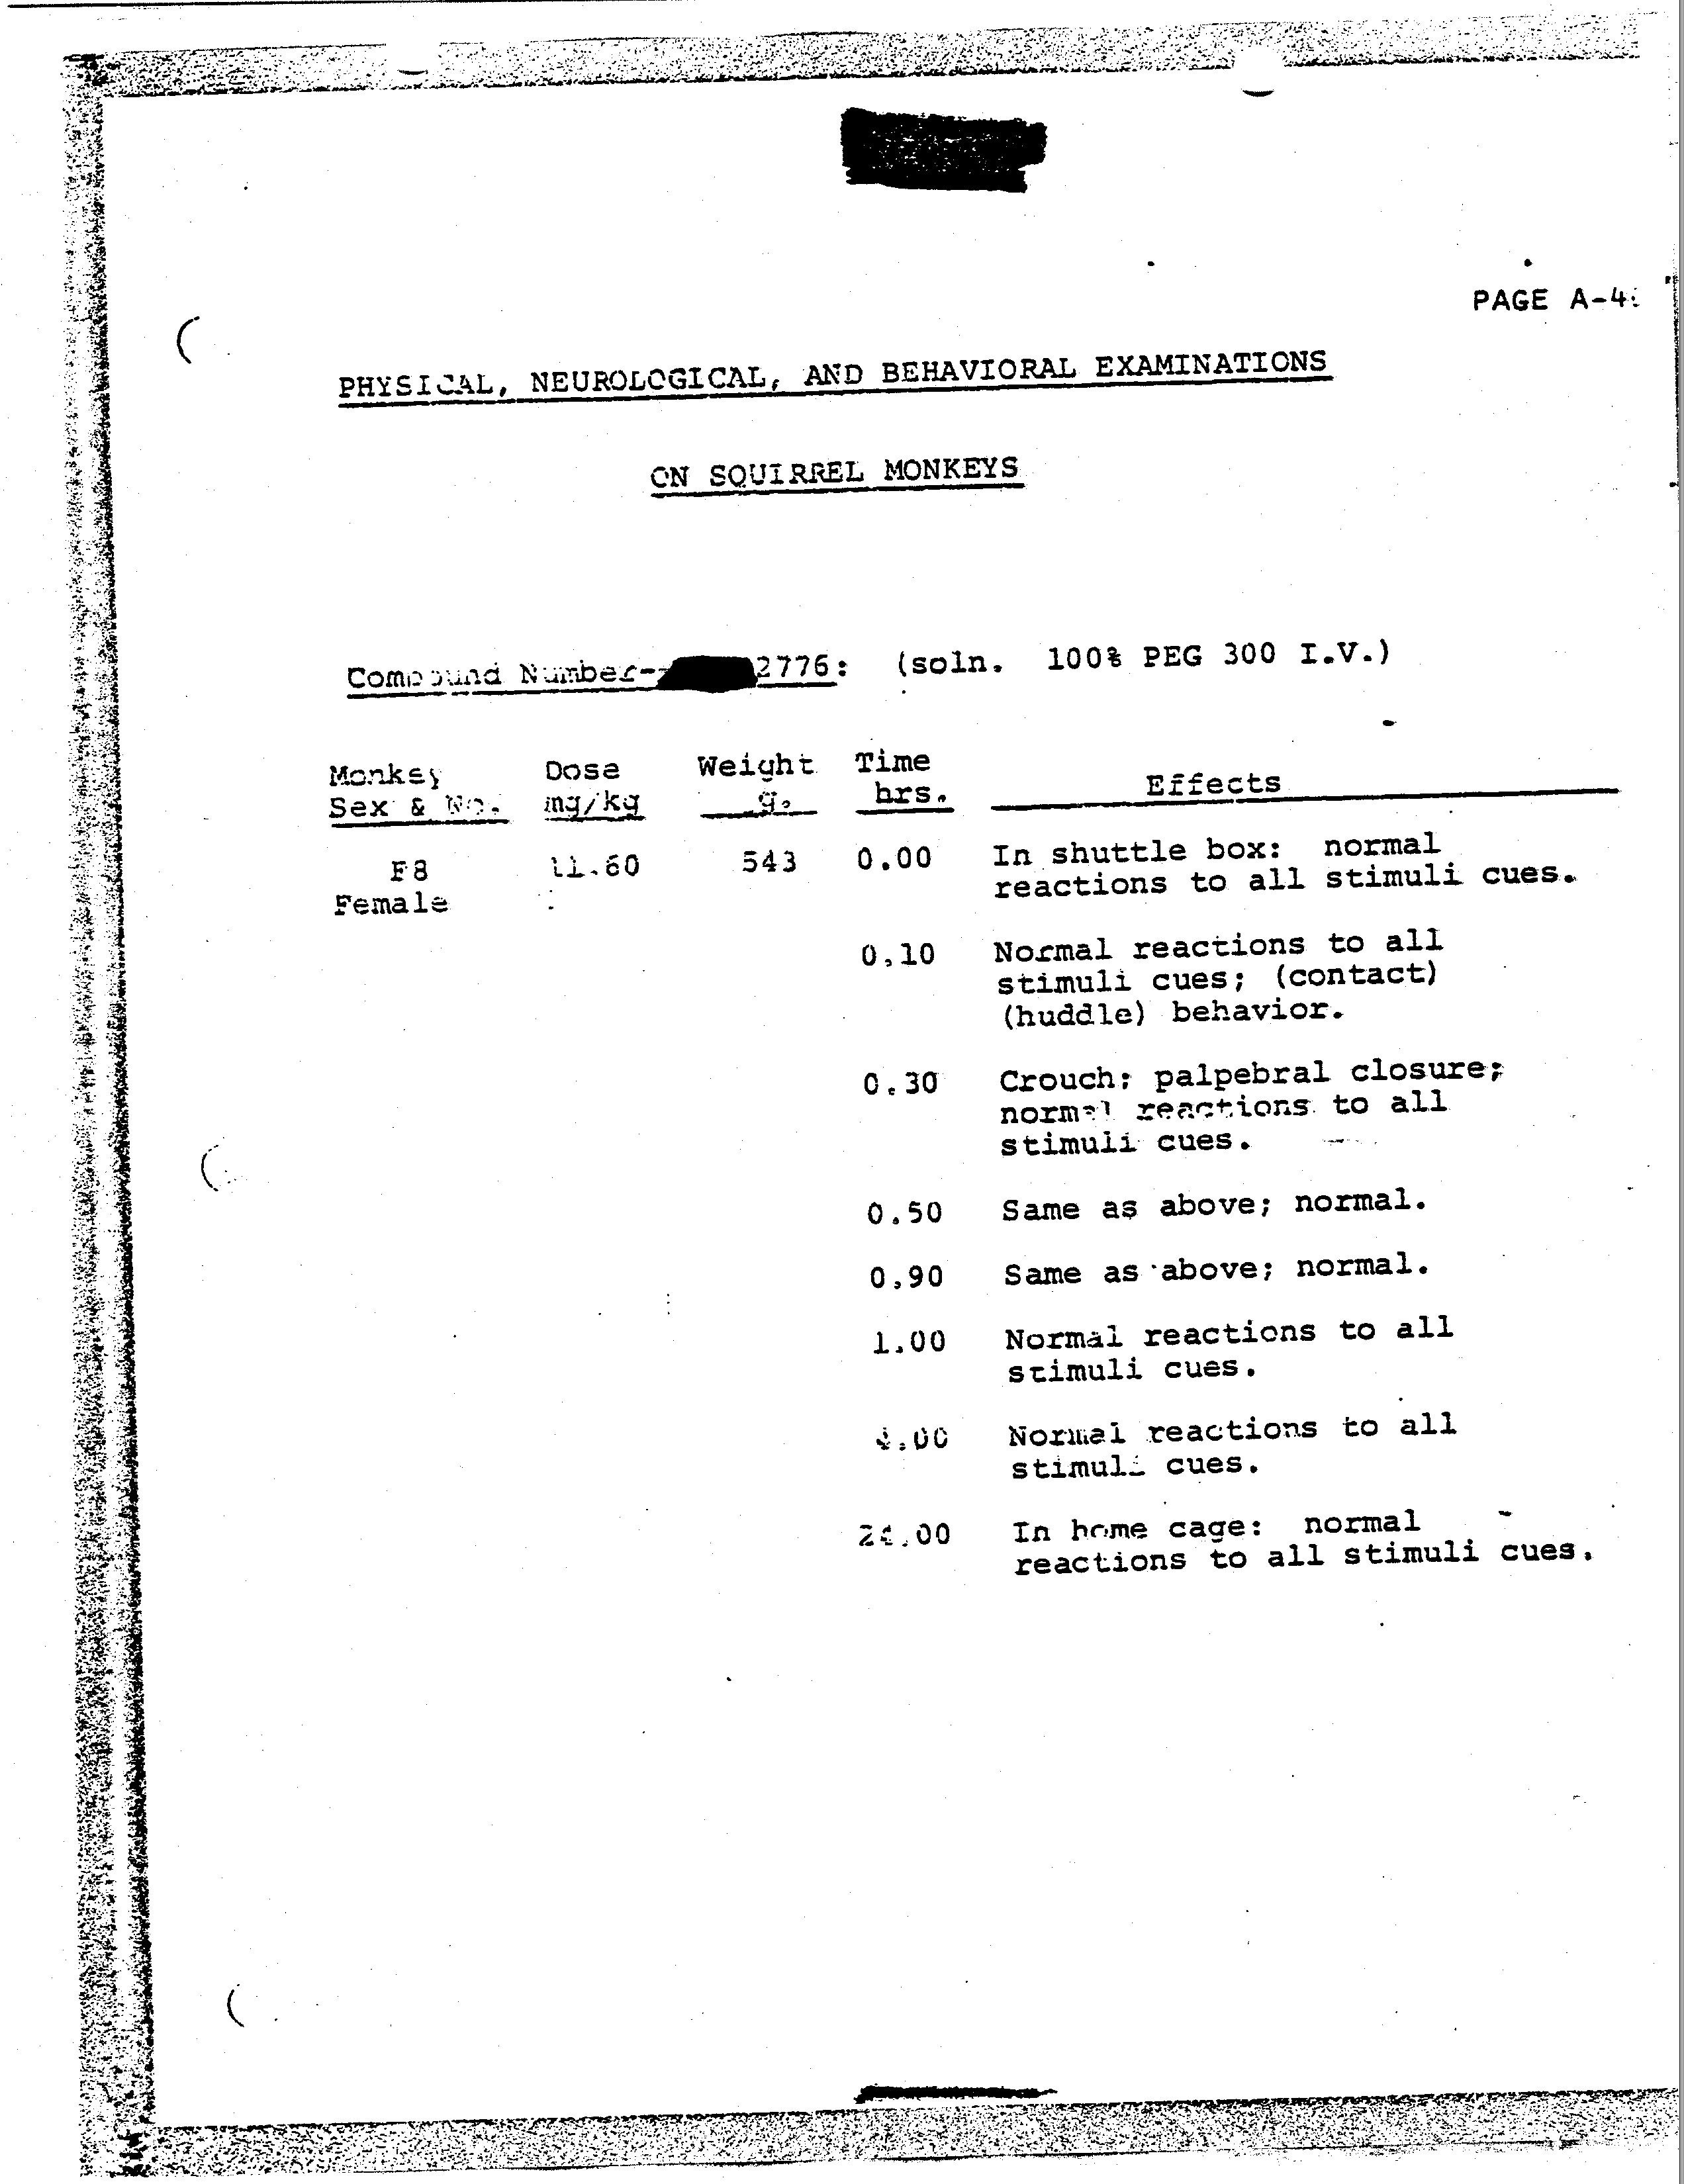 PAGE A-4
PHYSICAL, NEUROLOGICAL, AND BEHAVIORAL EXAMINATIONS
ON SQUIRREL MONKEYS
Compound Number- 2776: (soln. 100% PEG 300 I.V.)
Monkey Dose Weight Time
Sex & No. mg/kg g. hrs. Effects
F8 11.60 543 0.00 In shuttle box: normal
Female reactions to all stimuli cues.
0.10 Normal reactions to all
stimuli cues; (contact)
(huddle) behavior.
0.30 Crouch; palpebral closure;
normal reactions to all
stimuli cues.
0.50 Same as above; normal.
0.90 Same as above; normal.
1.00 Normal reactions to all
stimuli cues.
Normal reactions to all
stimuli cues.
24.00 In home cage: normal
reactions to all stimuli cues.